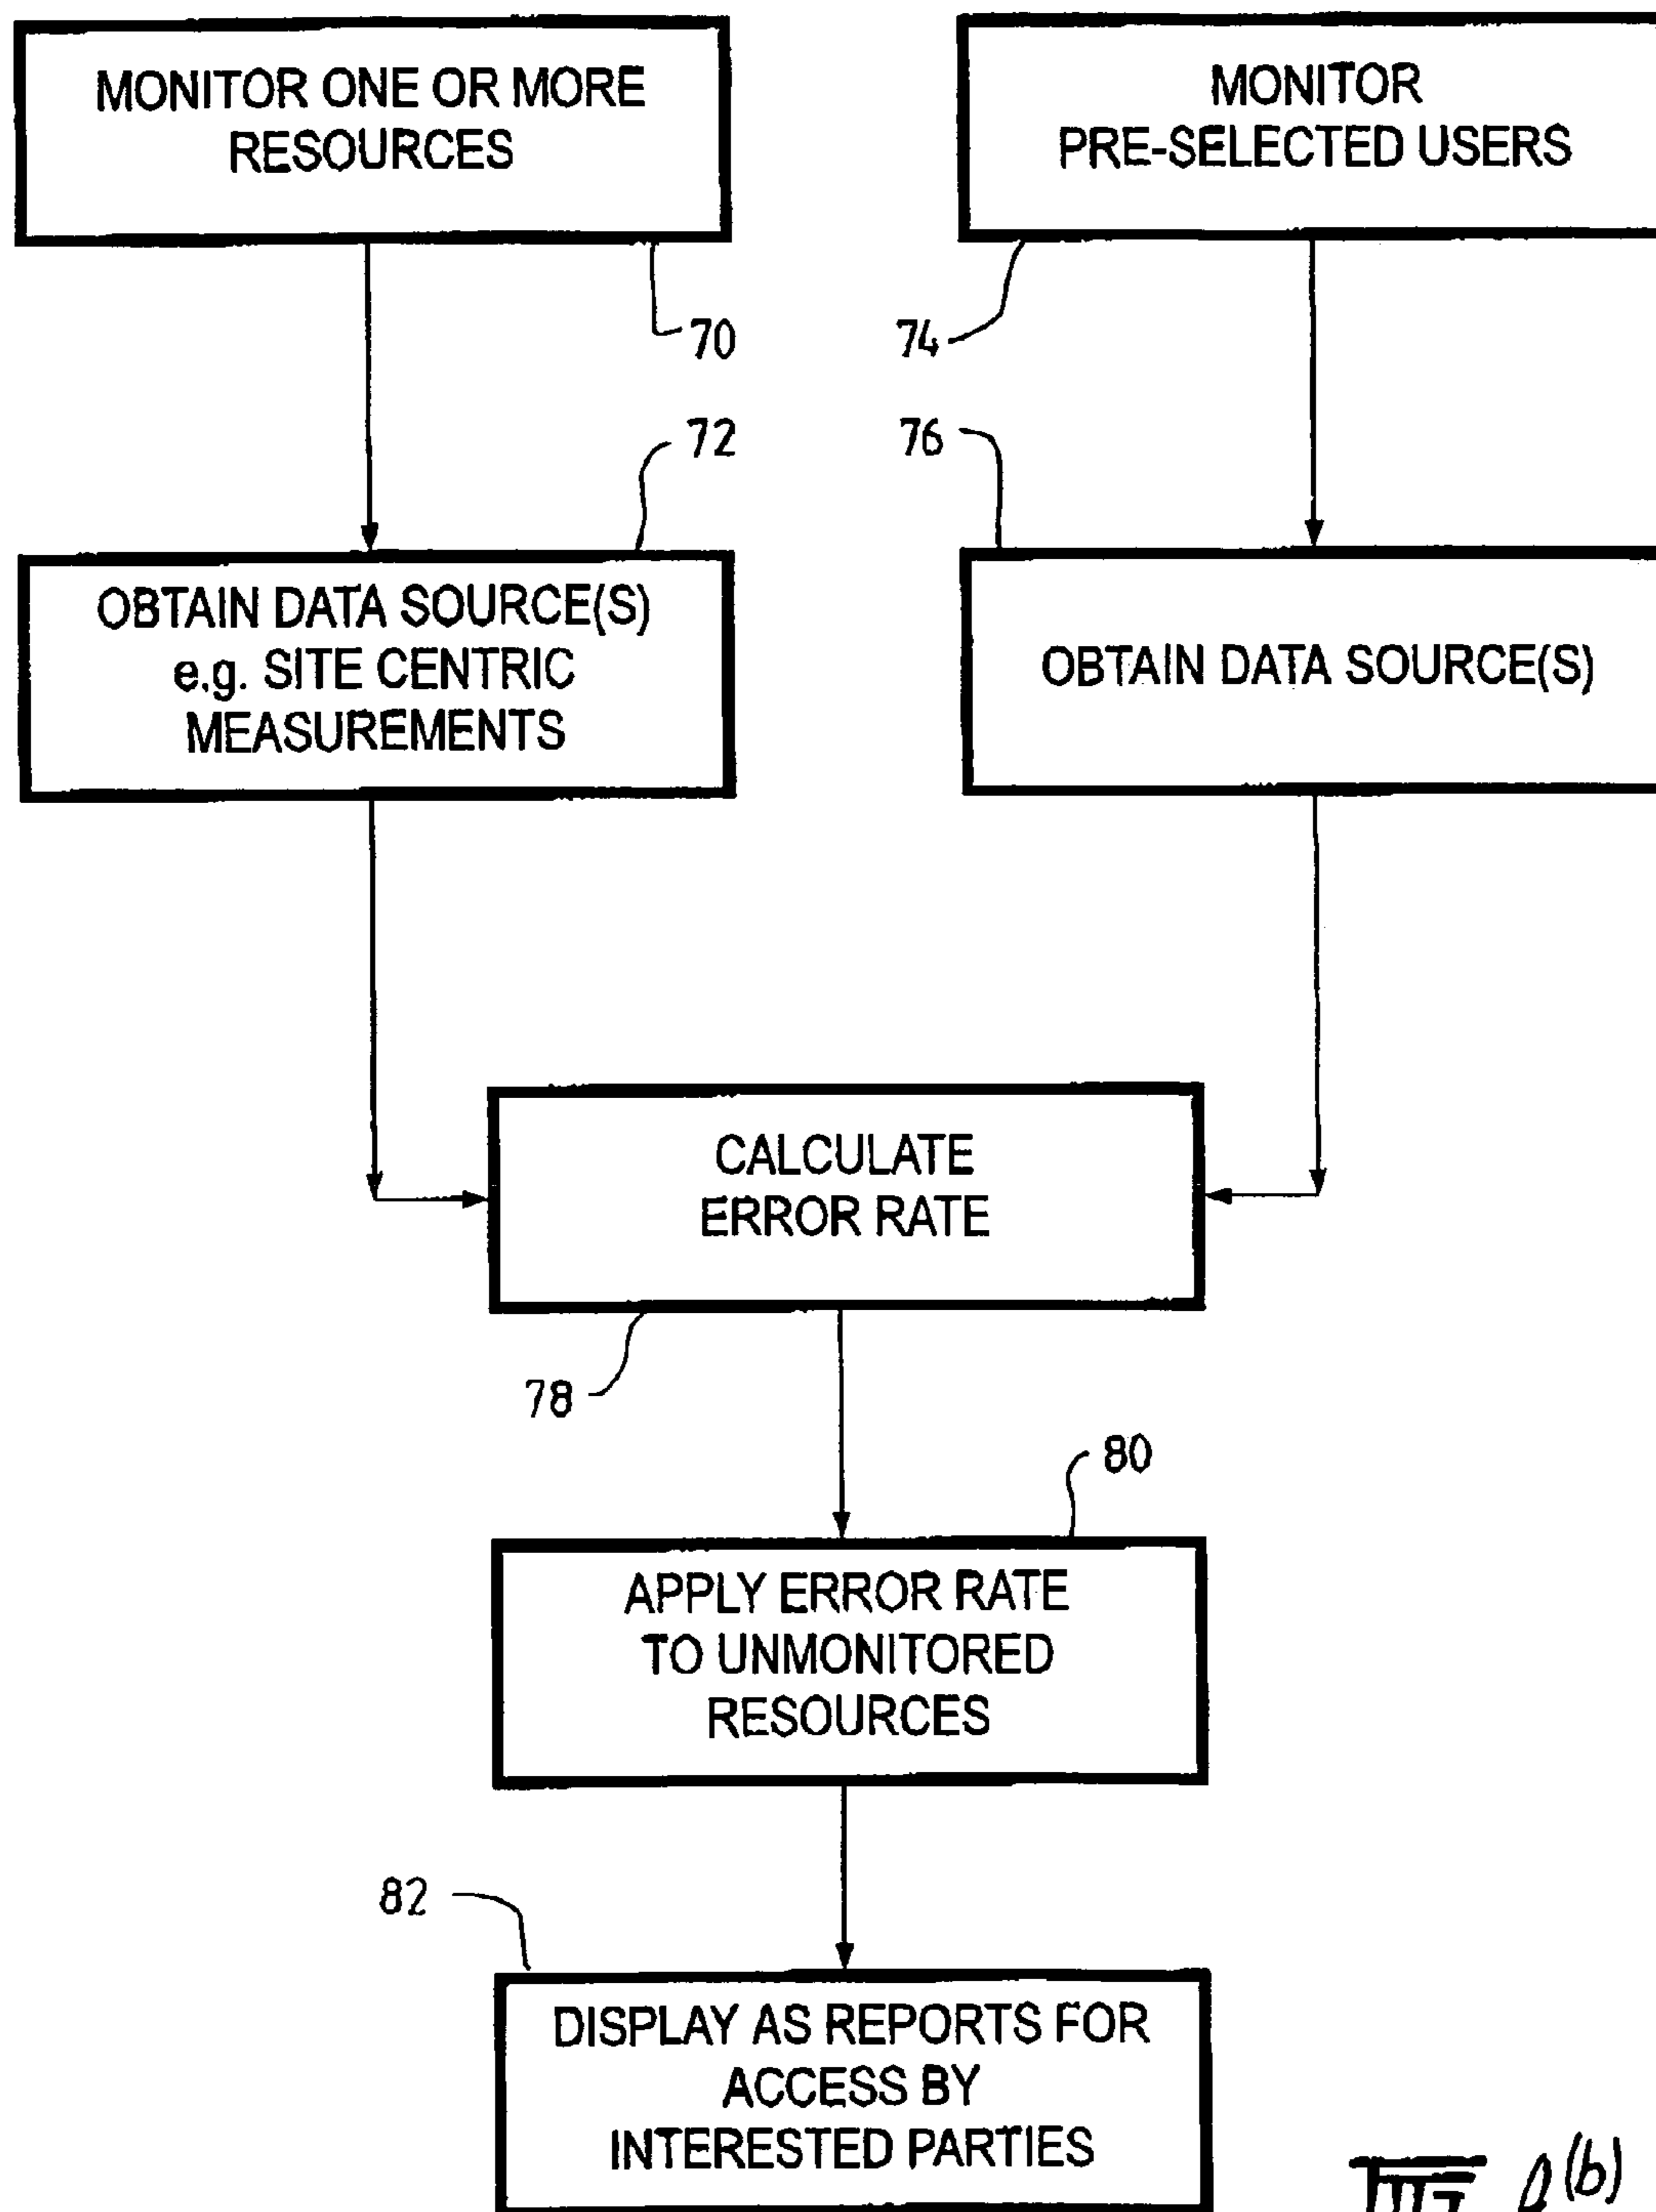 MONITOR ONE OR MORE
RESOURCES
MONITOR
PRE-SELECTED USERS
70
74
72
76
OBTAIN DATA SOURCE(S)
e.g. SITE CENTRIC
MEASUREMENTS
OBTAIN DATA SOURCE(S)
CALCULATE
ERROR RATE
78
80
APPLY ERROR RATE
TO UNMONITORED
RESOURCES
82
DISPLAY AS REPORTS FOR
ACCESS BY
INTERESTED PARTIES
(b)